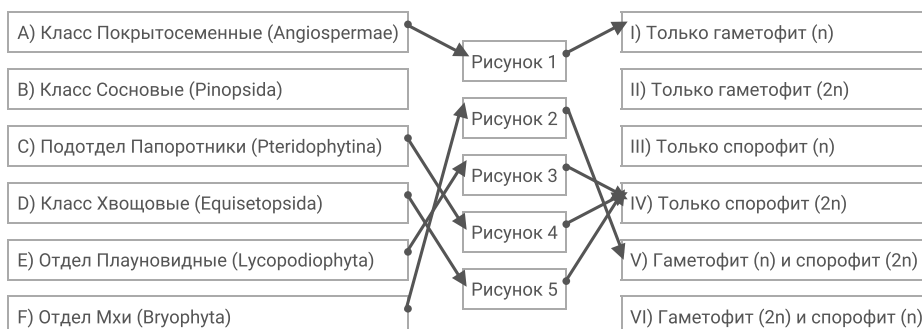 A) Класс Покрытосеменные (Angiospermae)
B) Класс Сосновые (Pinopsida)
C) Подотдел Папоротники (Pteridophytina)
D) Класс Хвощовые (Equisetopsida)
E) Отдел Плауновидные (Lycopodiophyta)
F) Отдел Мхи (Bryophyta)
Рисунок 1
Рисунок 2
Рисунок 3
Рисунок 4
Рисунок 5
I) Только гаметофит (n)
II) Только гаметофит (2n)
III) Только спорофит (n)
IV) Только спорофит (2n)
V) Гаметофит (n) и спорофит (2n)
VI) Гаметофит (2n) и спорофит (n)